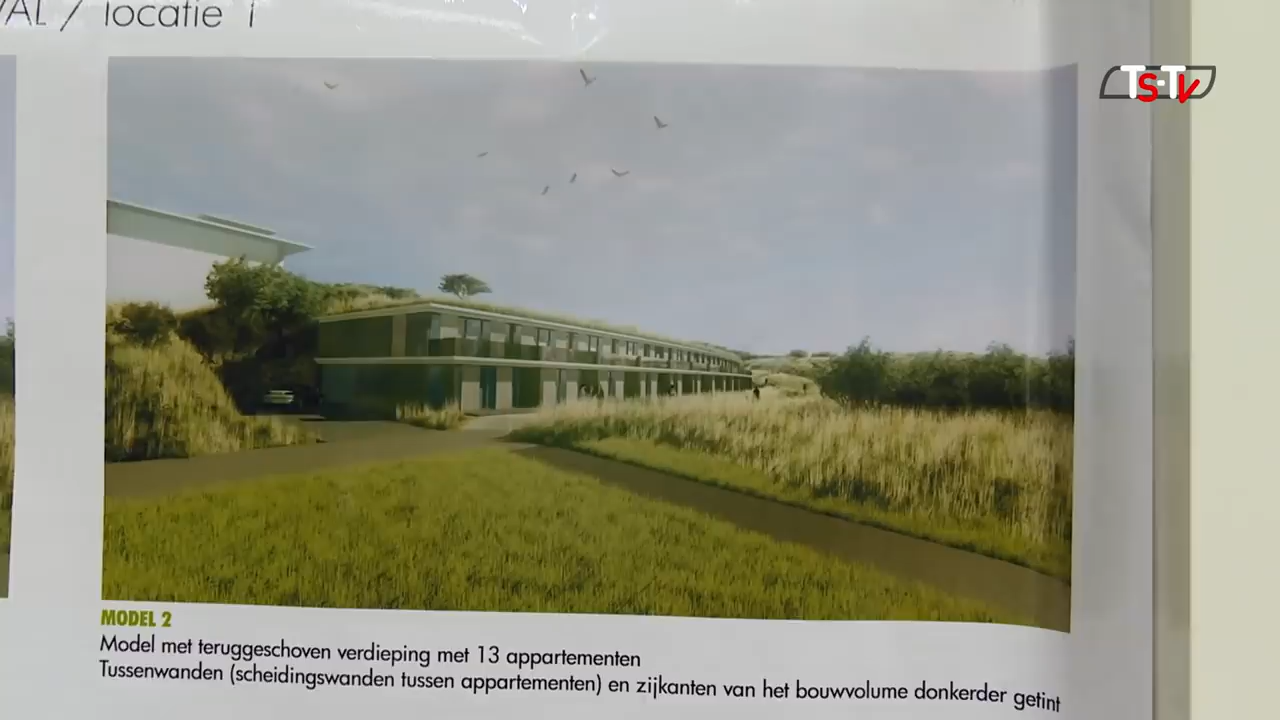 VAL / locatie 1
TS-Tv
MODEL 2
Model met teruggeschoven verdieping met 13 appartementen
Tussenwanden (scheidingswanden tussen appartementen) en zijkanten van het bouwvolume donkerder getint